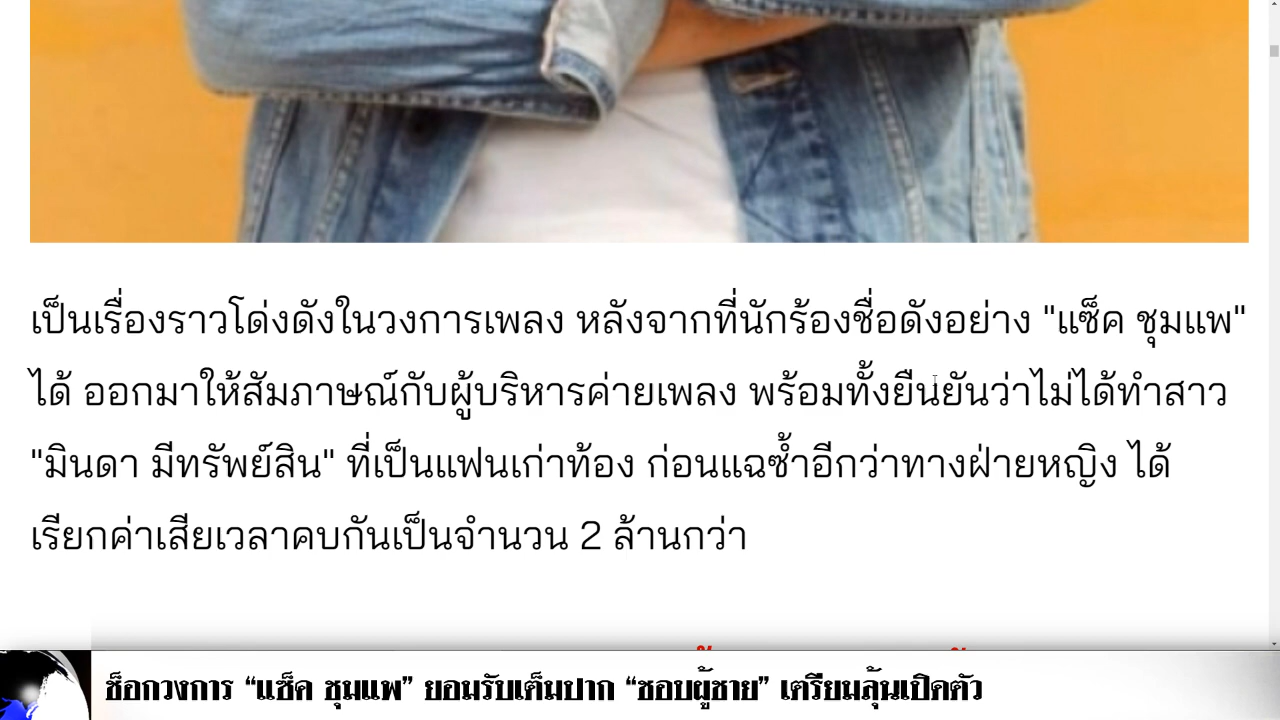 เป็นเรื่องราวโด่งดังในวงการเพลง หลังจากที่นักร้องชื่อดังอย่าง "แซ็ค ชุมแพ"
ได้ ออกมาให้สัมภาษณ์กับผู้บริหารค่ายเพลง พร้อมทั้งยืนยันว่าไม่ได้ทำสาว
"มินดา มีทรัพย์สิน" ที่เป็นแฟนเก่าท้อง ก่อนแฉซ้ำอีกว่าทางฝ่ายหญิง ได้
เรียกค่าเสียเวลาคบกันเป็นจำนวน 2 ล้านกว่า
ช็อกวงการ “แซ็ค ชุมแพ” ยอมรับเต็มปาก “ชอบผู้ชาย” เตรียมลุ้นเปิดตัว